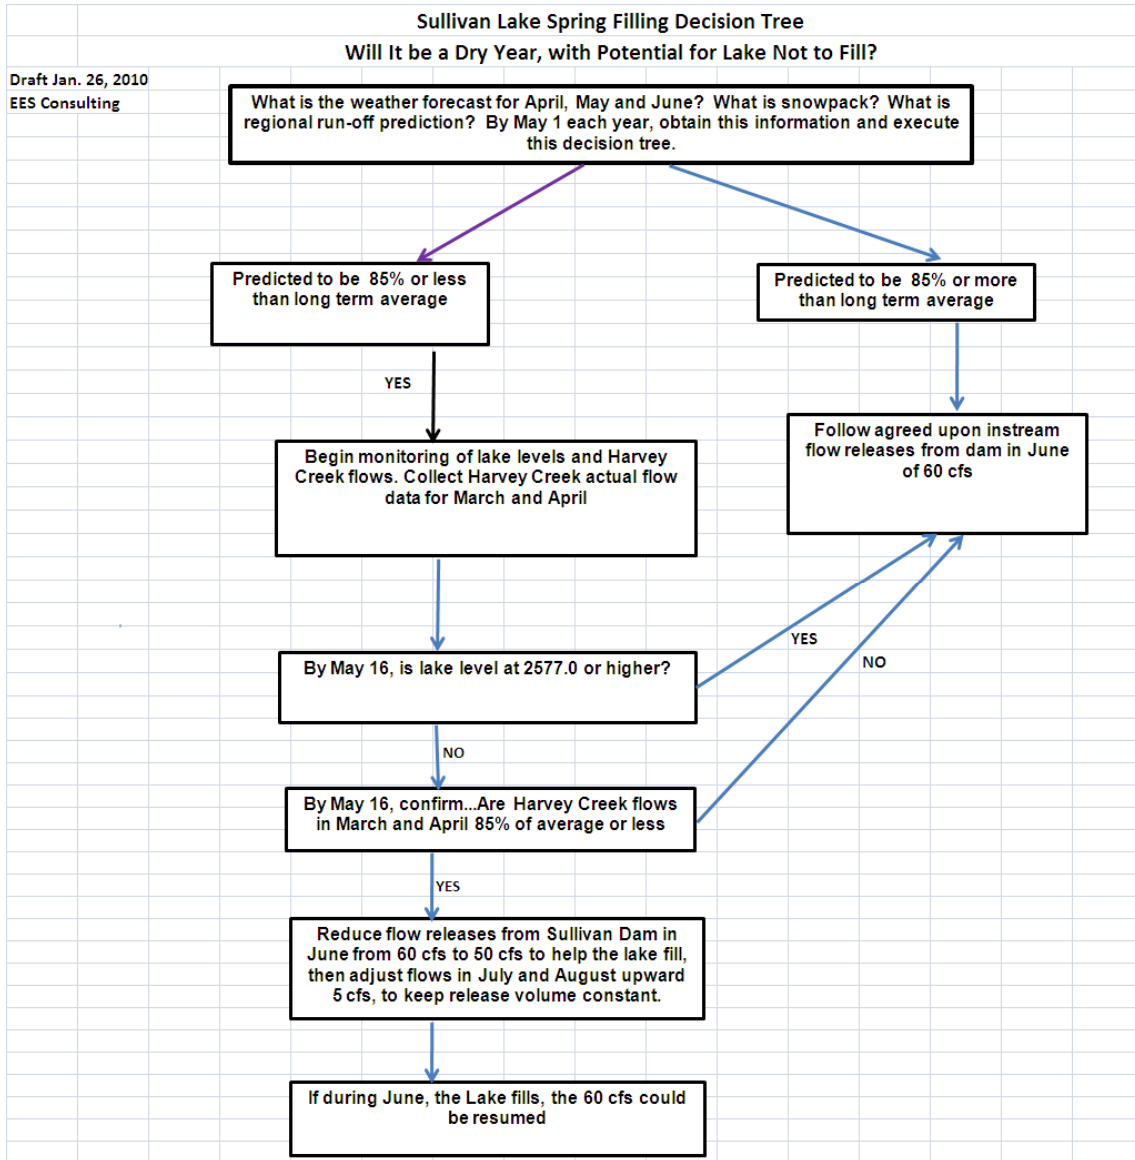 Sullivan Lake Spring Filling Decision Tree
Will It be a Dry Year, with Potential for Lake Not to Fill?
Draft Jan. 26, 2010
EES Consulting
What is the weather forecast for April, May and June? What is snowpack? What is
regional run-off prediction? By May 1 each year, obtain this information and execute
this decision tree.
Predicted to be 85% or less
than long term average
Predicted to be 85% or more
than long term average
YES
Follow agreed upon instream
flow releases from dam in June
of 60 cfs
Begin monitoring of lake levels and Harvey
Creek flows. Collect Harvey Creek actual flow
data for March and April
By May 16, is lake level at 2577.0 or higher?
YES
NO
NO
By May 16, confirm...Are Harvey Creek flows
in March and April 85% of average or less
YES
Reduce flow releases from Sullivan Dam in
June from 60 cfs to 50 cfs to help the lake fill,
then adjust flows in July and August upward
5 cfs, to keep release volume constant.
If during June, the Lake fills, the 60 cfs could
be resumed